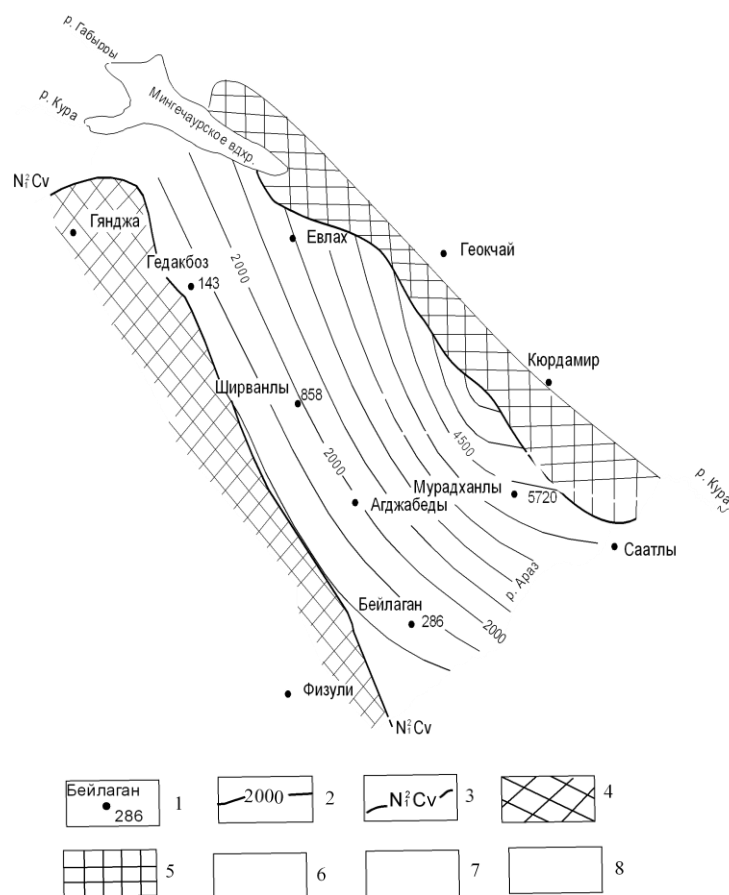 р. Габырры
р. Кура
Мингечаурское вдхр.
N₁²Cv
Гянджа
Евлах
Геокчай
Гедакбоз
143
2000
Кюрдамир
Ширванлы
858
4500
2000
Мурадханлы
5720
р. Кура
Агджабеды
Саатлы
р. Араз
Бейлаган
286
2000
Физули
N₁²Cv
Бейлаган 286 1
2000 2
N₁²Cv 3
4
5
6
7
8